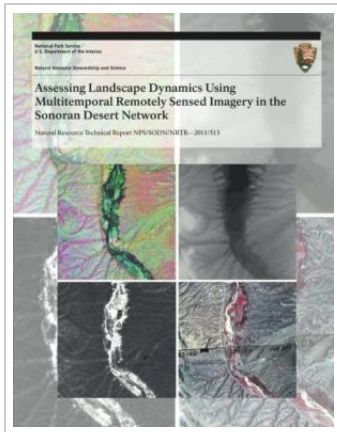 National Park Service
U.S. Department of the Interior
Natural Resource Stewardship and Science
Assessing Landscape Dynamics Using
Multitemporal Remotely Sensed Imagery in the
Sonoran Desert Network
Natural Resource Technical Report NPS/SODN/NRTR—2011/513